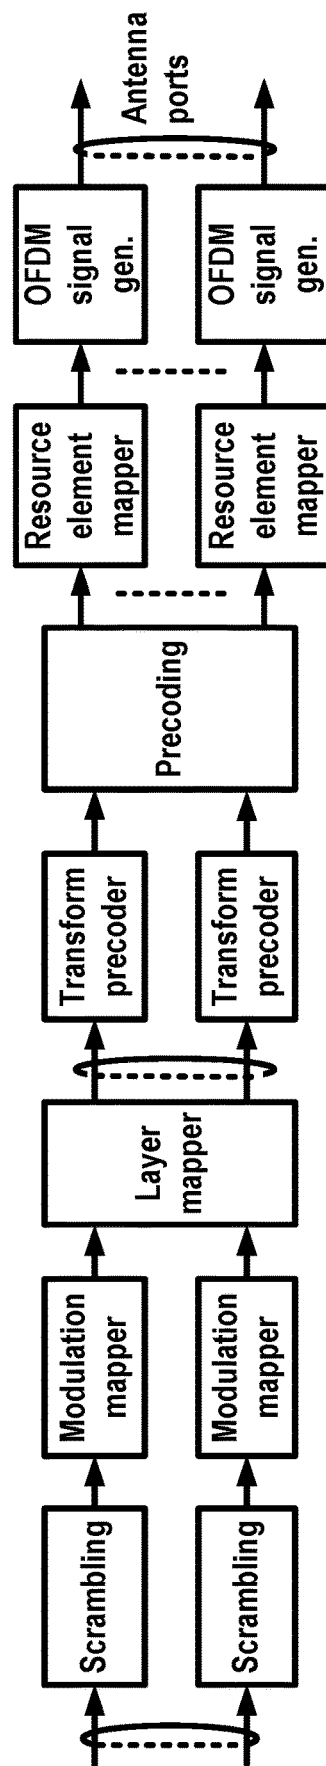 Scrambling
Modulation
mapper
Layer
mapper
Transform
precoder
Precoding
Resource
element
mapper
OFDM
signal
gen.
Antenna
ports
Scrambling
Modulation
mapper
Transform
precoder
Resource
element
mapper
OFDM
signal
gen.